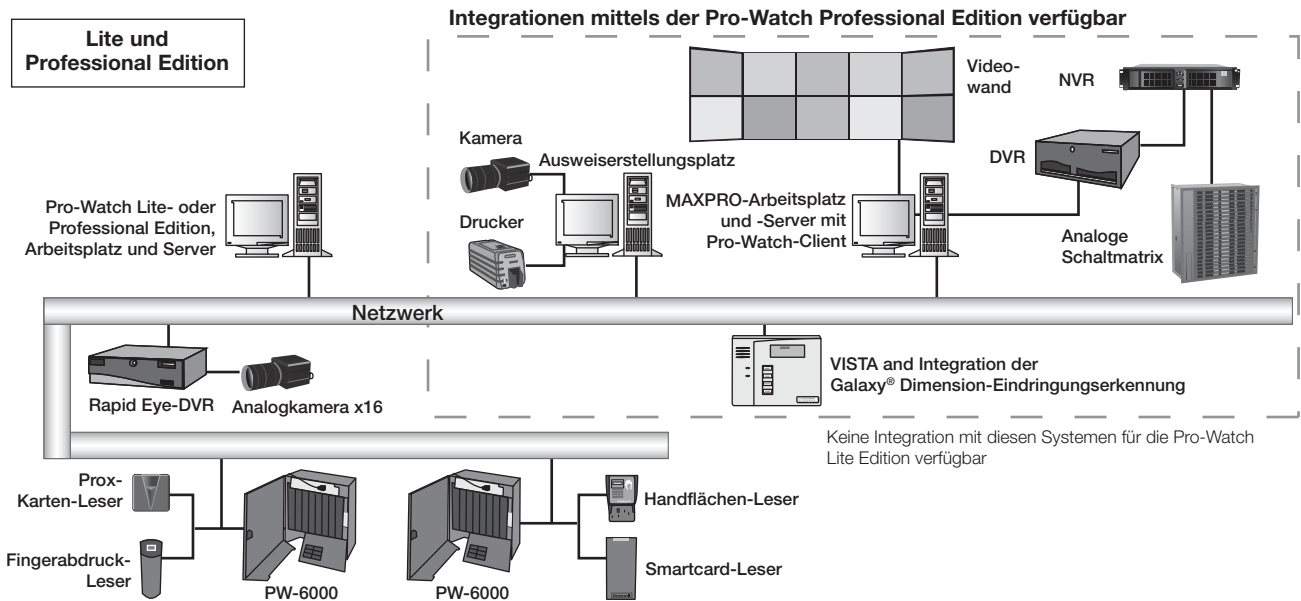 Integrationen mittels der Pro-Watch Professional Edition verfügbar
Lite und
Professional Edition
Video-
wand
NVR
Kamera
Ausweiserstellungsplatz
DVR
Pro-Watch Lite- oder
Professional Edition,
Arbeitsplatz und Server
Drucker
MAXPRO-Arbeitsplatz
und -Server mit
Pro-Watch-Client
Analoge
Schaltmatrix
Netzwerk
VISTA and Integration der
Galaxy® Dimension-Eindringungserkennung
Rapid Eye-DVR
Analogkamera x16
Keine Integration mit diesen Systemen für die Pro-Watch
Lite Edition verfügbar
Prox-
Karten-Leser
Handflächen-Leser
Fingerabdruck-
Leser
Smartcard-Leser
PW-6000
PW-6000